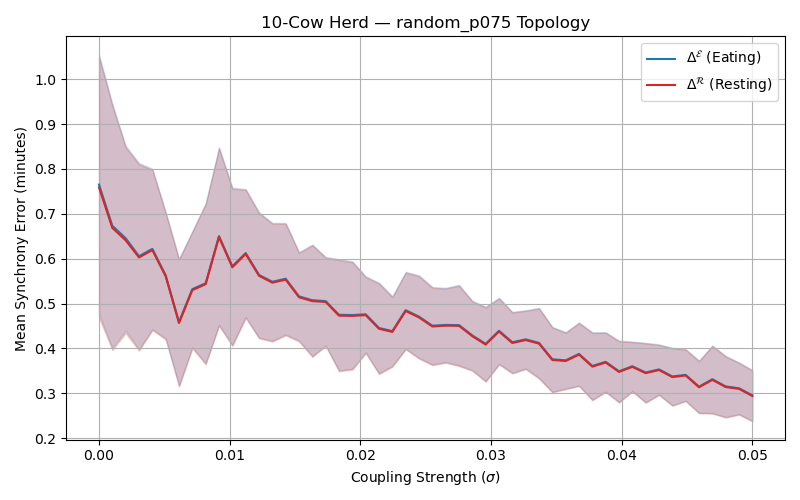 10-Cow Herd — random_p075 Topology
Δ^ℰ (Eating)
Δ^ℛ (Resting)
Mean Synchrony Error (minutes)
1.0
0.9
0.8
0.7
0.6
0.5
0.4
0.3
0.2
0.00 0.01 0.02 0.03 0.04 0.05
Coupling Strength (σ)